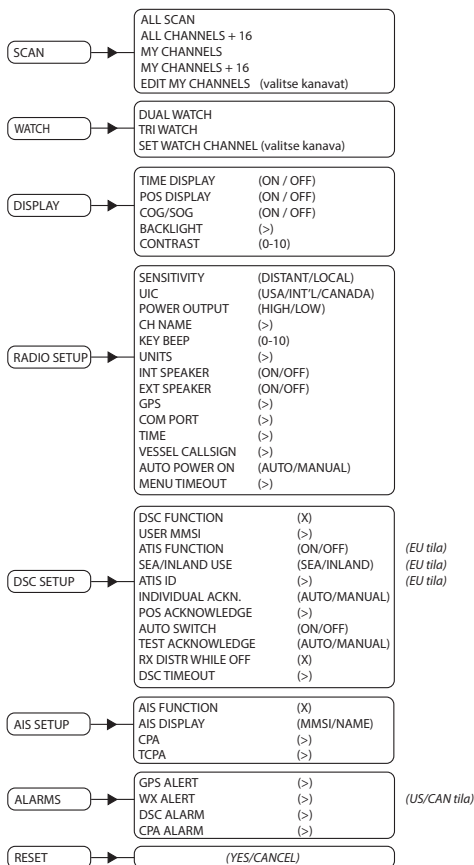 SCAN
ALL SCAN
ALL CHANNELS + 16
MY CHANNELS
MY CHANNELS + 16
EDIT MY CHANNELS (valitse kanavat)
WATCH
DUAL WATCH
TRI WATCH
SET WATCH CHANNEL (valitse kanava)
DISPLAY
TIME DISPLAY (ON / OFF)
POS DISPLAY (ON / OFF)
COG/SOG (ON / OFF)
BACKLIGHT (>)
CONTRAST (0-10)
RADIO SETUP
SENSITIVITY (DISTANT/LOCAL)
UIC (USA/INT'L/CANADA)
POWER OUTPUT (HIGH/LOW)
CH NAME (>)
KEY BEEP (0-10)
UNITS (>)
INT SPEAKER (ON/OFF)
EXT SPEAKER (ON/OFF)
GPS (>)
COM PORT (>)
TIME (>)
VESSEL CALLSIGN (>)
AUTO POWER ON (AUTO/MANUAL)
MENU TIMEOUT (>)
DSC SETUP
DSC FUNCTION (X)
USER MMSI (>)
ATIS FUNCTION (ON/OFF) (EU tila)
SEA/INLAND USE (SEA/INLAND) (EU tila)
ATIS ID (>) (EU tila)
INDIVIDUAL ACKN. (AUTO/MANUAL)
POS ACKNOWLEDGE (>)
AUTO SWITCH (ON/OFF)
TEST ACKNOWLEDGE (AUTO/MANUAL)
RX DISTR WHILE OFF (X)
DSC TIMEOUT (>)
AIS SETUP
AIS FUNCTION (X)
AIS DISPLAY (MMSI/NAME)
CPA (>)
TCPA (>)
ALARMS
GPS ALERT (>)
WX ALERT (>) (US/CAN tila)
DSC ALARM (>)
CPA ALARM (>)
RESET
(YES/CANCEL)